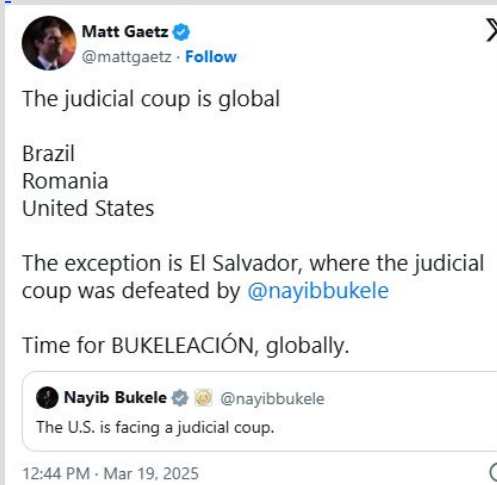 Matt Gaetz
@mattgaetz · Follow
The judicial coup is global
Brazil
Romania
United States
The exception is El Salvador, where the judicial
coup was defeated by @nayibbukele
Time for BUKELEACIÓN, globally.
Nayib Bukele @nayibbukele
The U.S. is facing a judicial coup.
12:44 PM · Mar 19, 2025